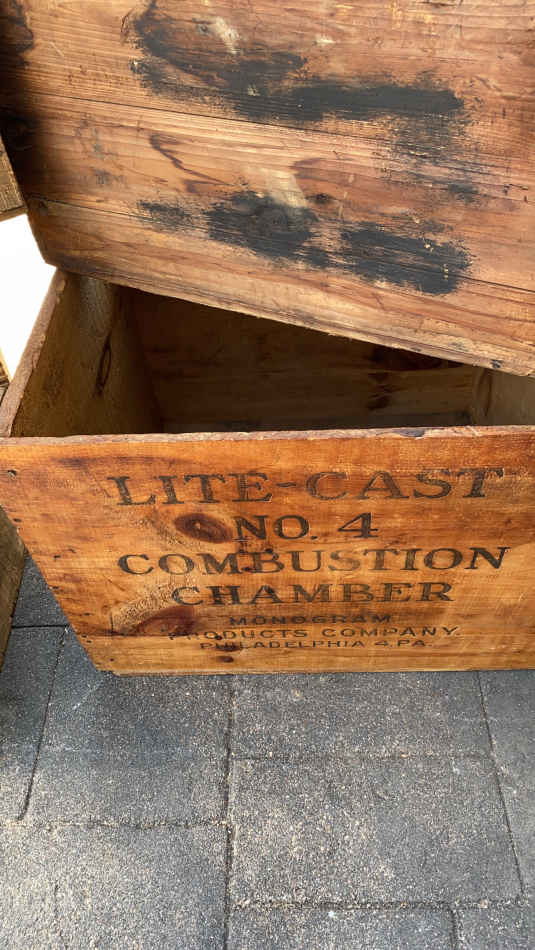 LITE-CAST
NO. 4
COMBUSTION
CHAMBER
MONOGRAM
PRODUCTS COMPANY
PHILADELPHIA 4, PA.